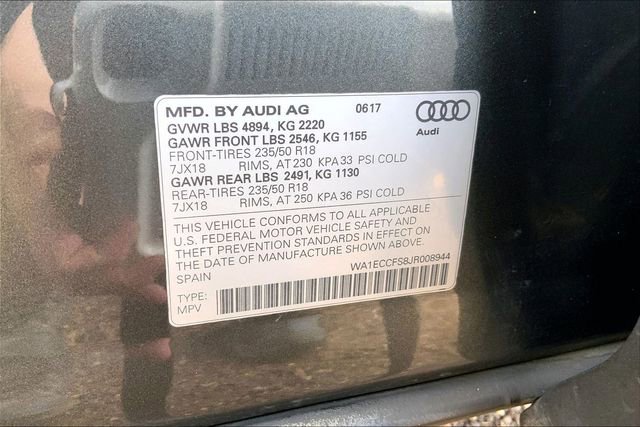 MFD. BY AUDI AG 0617
GVWR LBS 4894, KG 2220
GAWR FRONT LBS 2546, KG 1155
FRONT-TIRES 235/50 R18
7JX18 RIMS, AT 230 KPA 33 PSI COLD
GAWR REAR LBS 2491, KG 1130
REAR-TIRES 235/50 R18
7JX18 RIMS, AT 250 KPA 36 PSI COLD
Audi
THIS VEHICLE CONFORMS TO ALL APPLICABLE
U.S. FEDERAL MOTOR VEHICLE SAFETY AND
THEFT PREVENTION STANDARDS IN EFFECT ON
THE DATE OF MANUFACTURE SHOWN ABOVE.
SPAIN WA1ECCFS8JR008944
TYPE:
MPV